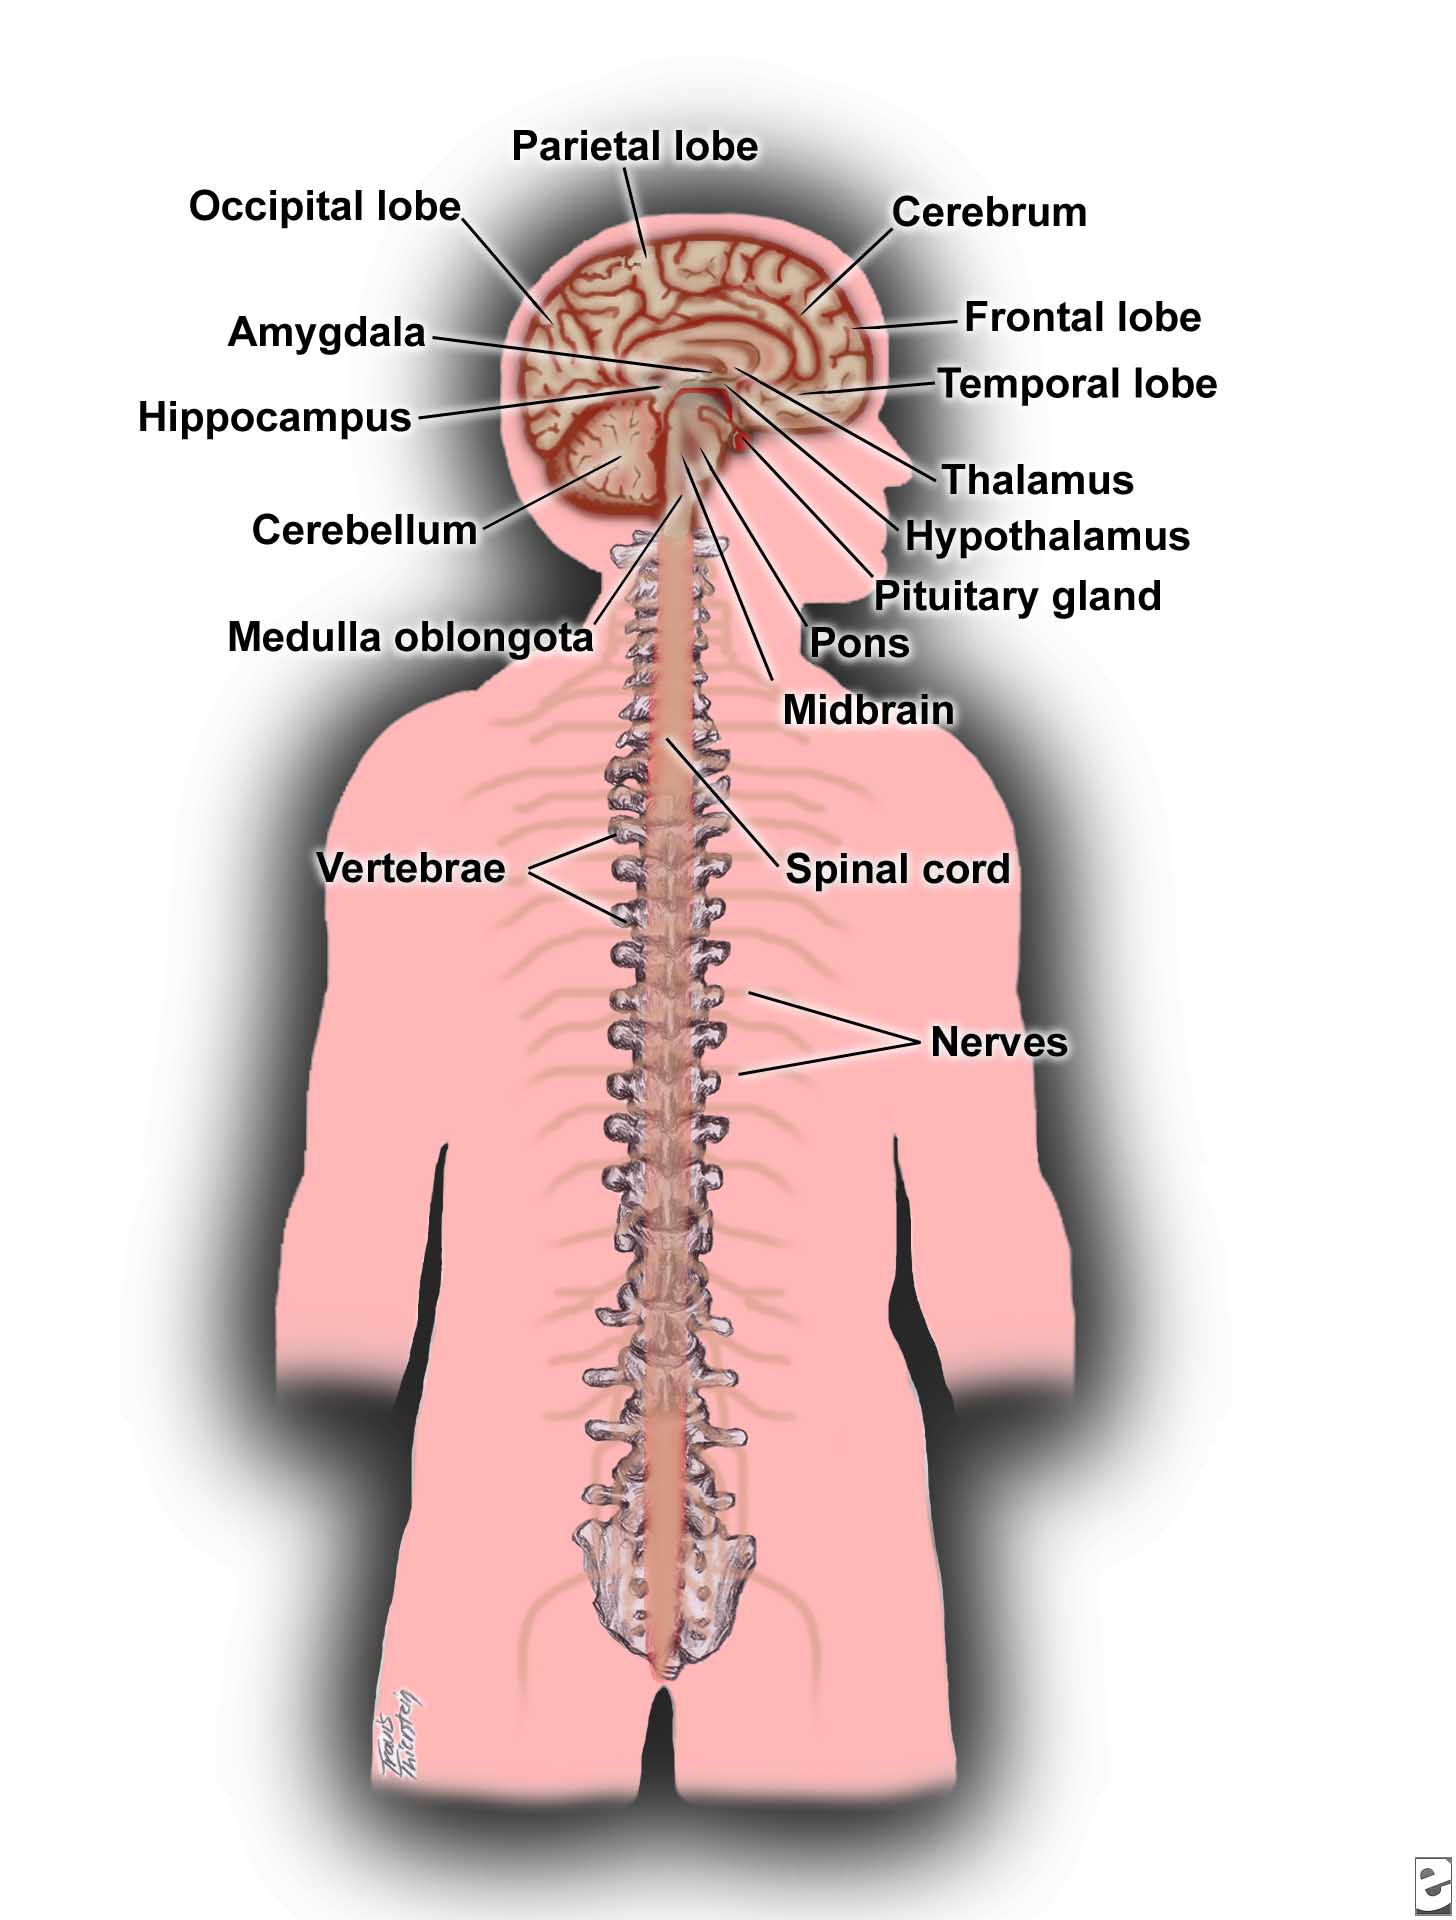 Parietal lobe
Occipital lobe
Cerebrum
Frontal lobe
Amygdala
Temporal lobe
Hippocampus
Thalamus
Cerebellum
Hypothalamus
Pituitary gland
Medulla oblongota
Pons
Midbrain
Vertebrae
Spinal cord
Nerves
Travis
Thierstein
e